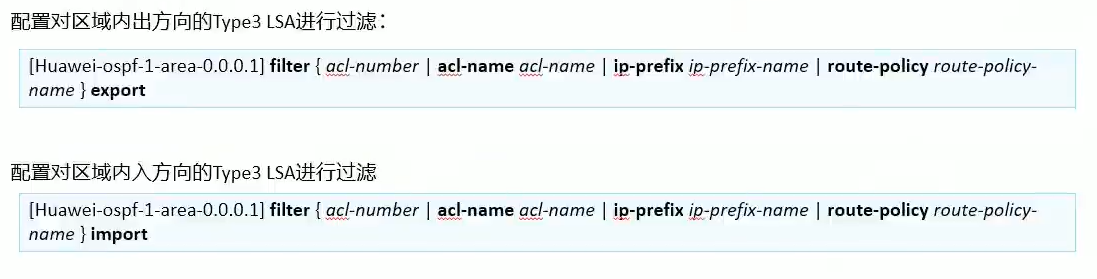 配置对区域内出方向的Type3 LSA进行过滤：
[Huawei-ospf-1-area-0.0.0.1] filter { acl-number | acl-name acl-name | ip-prefix ip-prefix-name | route-policy route-policy-
name } export
配置对区域内入方向的Type3 LSA进行过滤
[Huawei-ospf-1-area-0.0.0.1] filter { acl-number | acl-name acl-name | ip-prefix ip-prefix-name | route-policy route-policy-
name } import